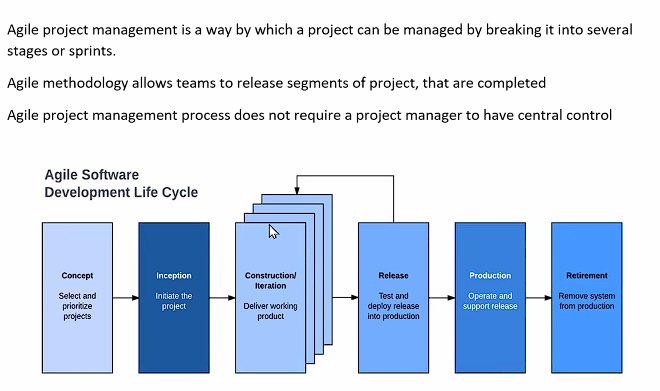 Agile project management is a way by which a project can be managed by breaking it into several
stages or sprints.
Agile methodology allows teams to release segments of project, that are completed
Agile project management process does not require a project manager to have central control
Agile Software
Development Life Cycle
Concept
Select and
prioritize
projects
Inception
Initiate the
project
Construction/
Iteration
Deliver working
product
Release
Test and
deploy release
into production
Production
Operate and
support release
Retirement
Remove system
from production